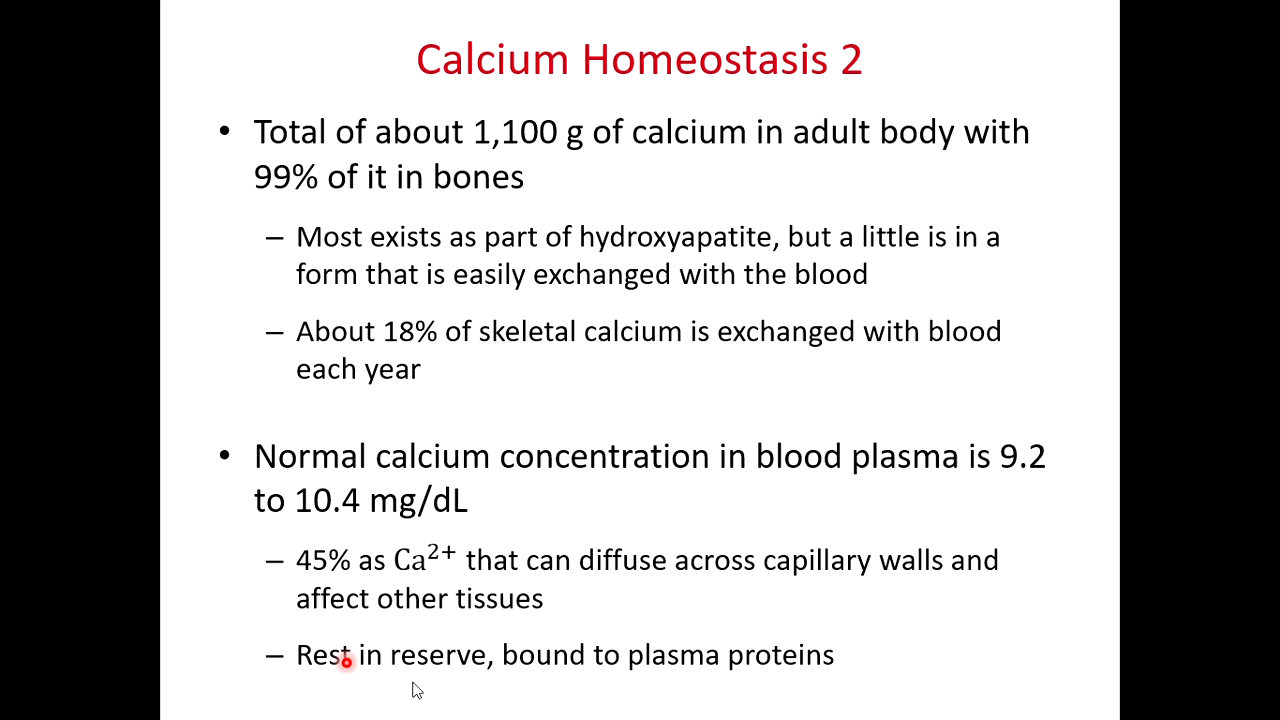 Calcium Homeostasis 2
• Total of about 1,100 g of calcium in adult body with
99% of it in bones
– Most exists as part of hydroxyapatite, but a little is in a
form that is easily exchanged with the blood
– About 18% of skeletal calcium is exchanged with blood
each year
• Normal calcium concentration in blood plasma is 9.2
to 10.4 mg/dL
– 45% as Ca²⁺ that can diffuse across capillary walls and
affect other tissues
– Rest in reserve, bound to plasma proteins